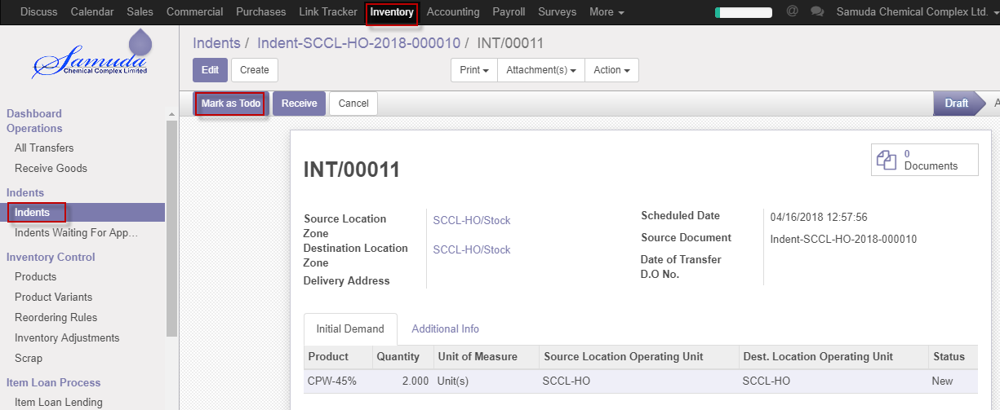 Discuss Calendar Sales Commercial Purchases Link Tracker Inventory Accounting Payroll Surveys More @ Samuda Chemical Complex Ltd.
Samuda
Chemical Complex Limited
Indents / Indent-SCCL-HO-2018-000010 / INT/00011
Edit Create Print Attachment(s) Action
Mark as Todo Receive Cancel Draft A
Dashboard
Operations
All Transfers
Receive Goods
Indents
Indents
Indents Waiting For App...
Inventory Control
Products
Product Variants
Reordering Rules
Inventory Adjustments
Scrap
Item Loan Process
Item Loan Lending
0
Documents
INT/00011
Source Location Zone SCCL-HO/Stock
Destination Location Zone SCCL-HO/Stock
Delivery Address
Scheduled Date 04/16/2018 12:57:56
Source Document Indent-SCCL-HO-2018-000010
Date of Transfer
D.O No.
Initial Demand Additional Info
Product Quantity Unit of Measure Source Location Operating Unit Dest. Location Operating Unit Status
CPW-45% 2.000 Unit(s) SCCL-HO SCCL-HO New